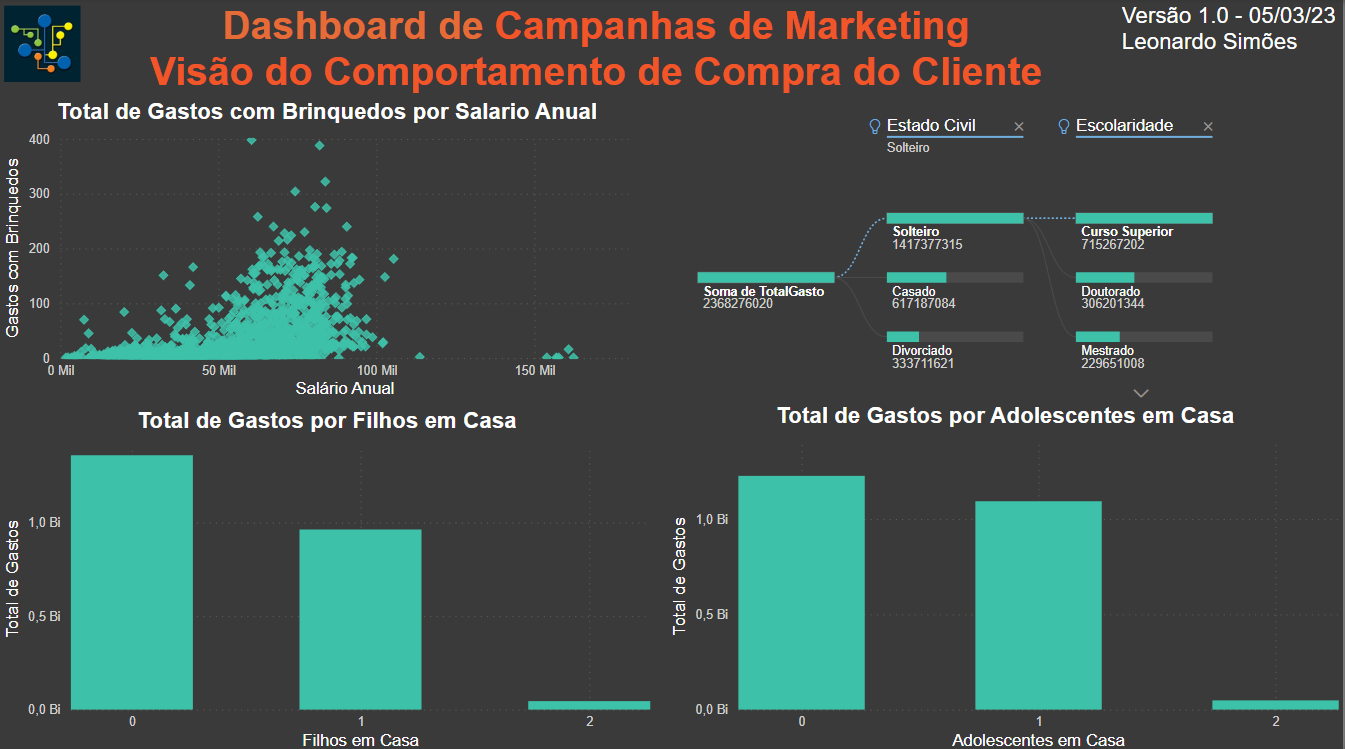 Dashboard de Campanhas de Marketing
Visão do Comportamento de Compra do Cliente
Versão 1.0 - 05/03/23
Leonardo Simões
Total de Gastos com Brinquedos por Salario Anual
Gastos com Brinquedos
400
300
200
100
0
0 Mil
50 Mil
100 Mil
150 Mil
Salário Anual
Estado Civil
Solteiro
Escolaridade
Soma de TotalGasto
2368276020
Solteiro
1417377315
Casado
617187084
Divorciado
333711621
Curso Superior
715267202
Doutorado
306201344
Mestrado
229651008
Total de Gastos por Filhos em Casa
Total de Gastos
1,0 Bi
0,5 Bi
0,0 Bi
0
1
2
Filhos em Casa
Total de Gastos por Adolescentes em Casa
Total de Gastos
1,0 Bi
0,5 Bi
0,0 Bi
0
1
2
Adolescentes em Casa